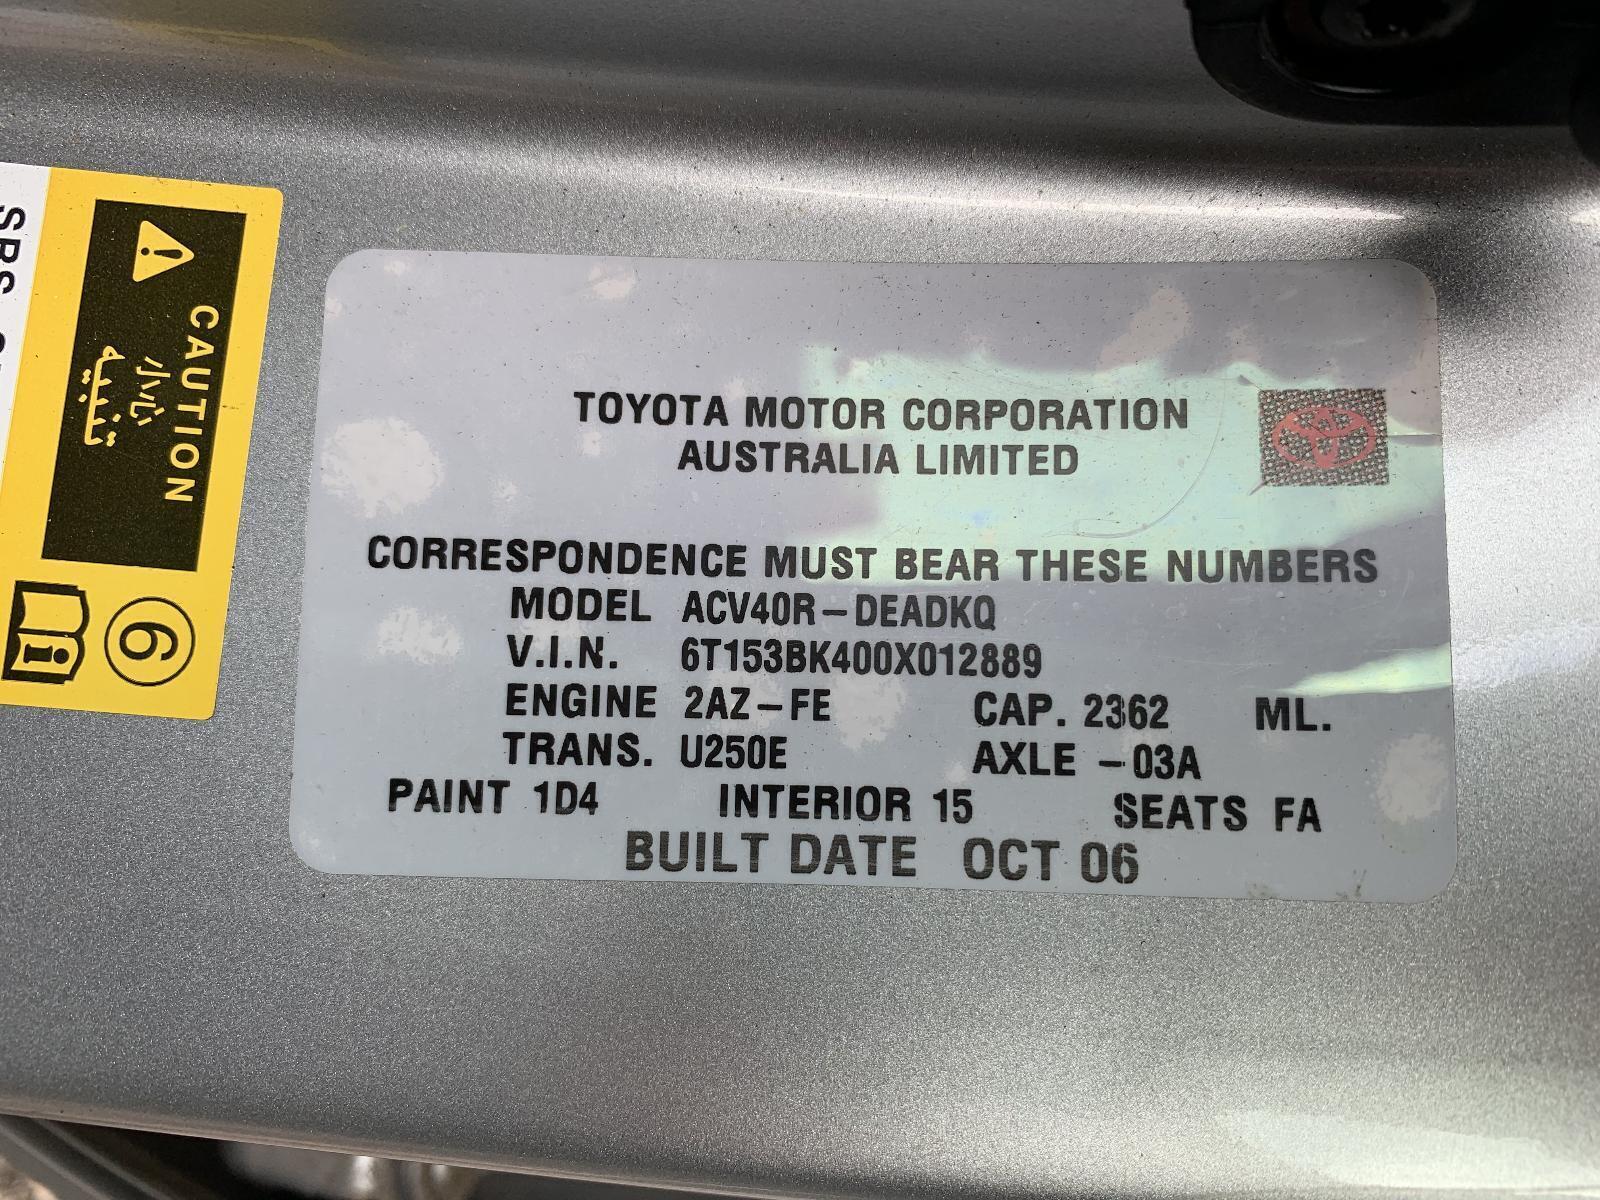 TOYOTA MOTOR CORPORATION
AUSTRALIA LIMITED
CORRESPONDENCE MUST BEAR THESE NUMBERS
MODEL ACV40R-DEADKQ
V.I.N. 6T153BK400X012889
ENGINE 2AZ-FE CAP. 2362 ML.
TRANS. U250E AXLE -03A
PAINT 1D4 INTERIOR 15 SEATS FA
BUILT DATE OCT 06
CAUTION
تنبيه
6
SRS